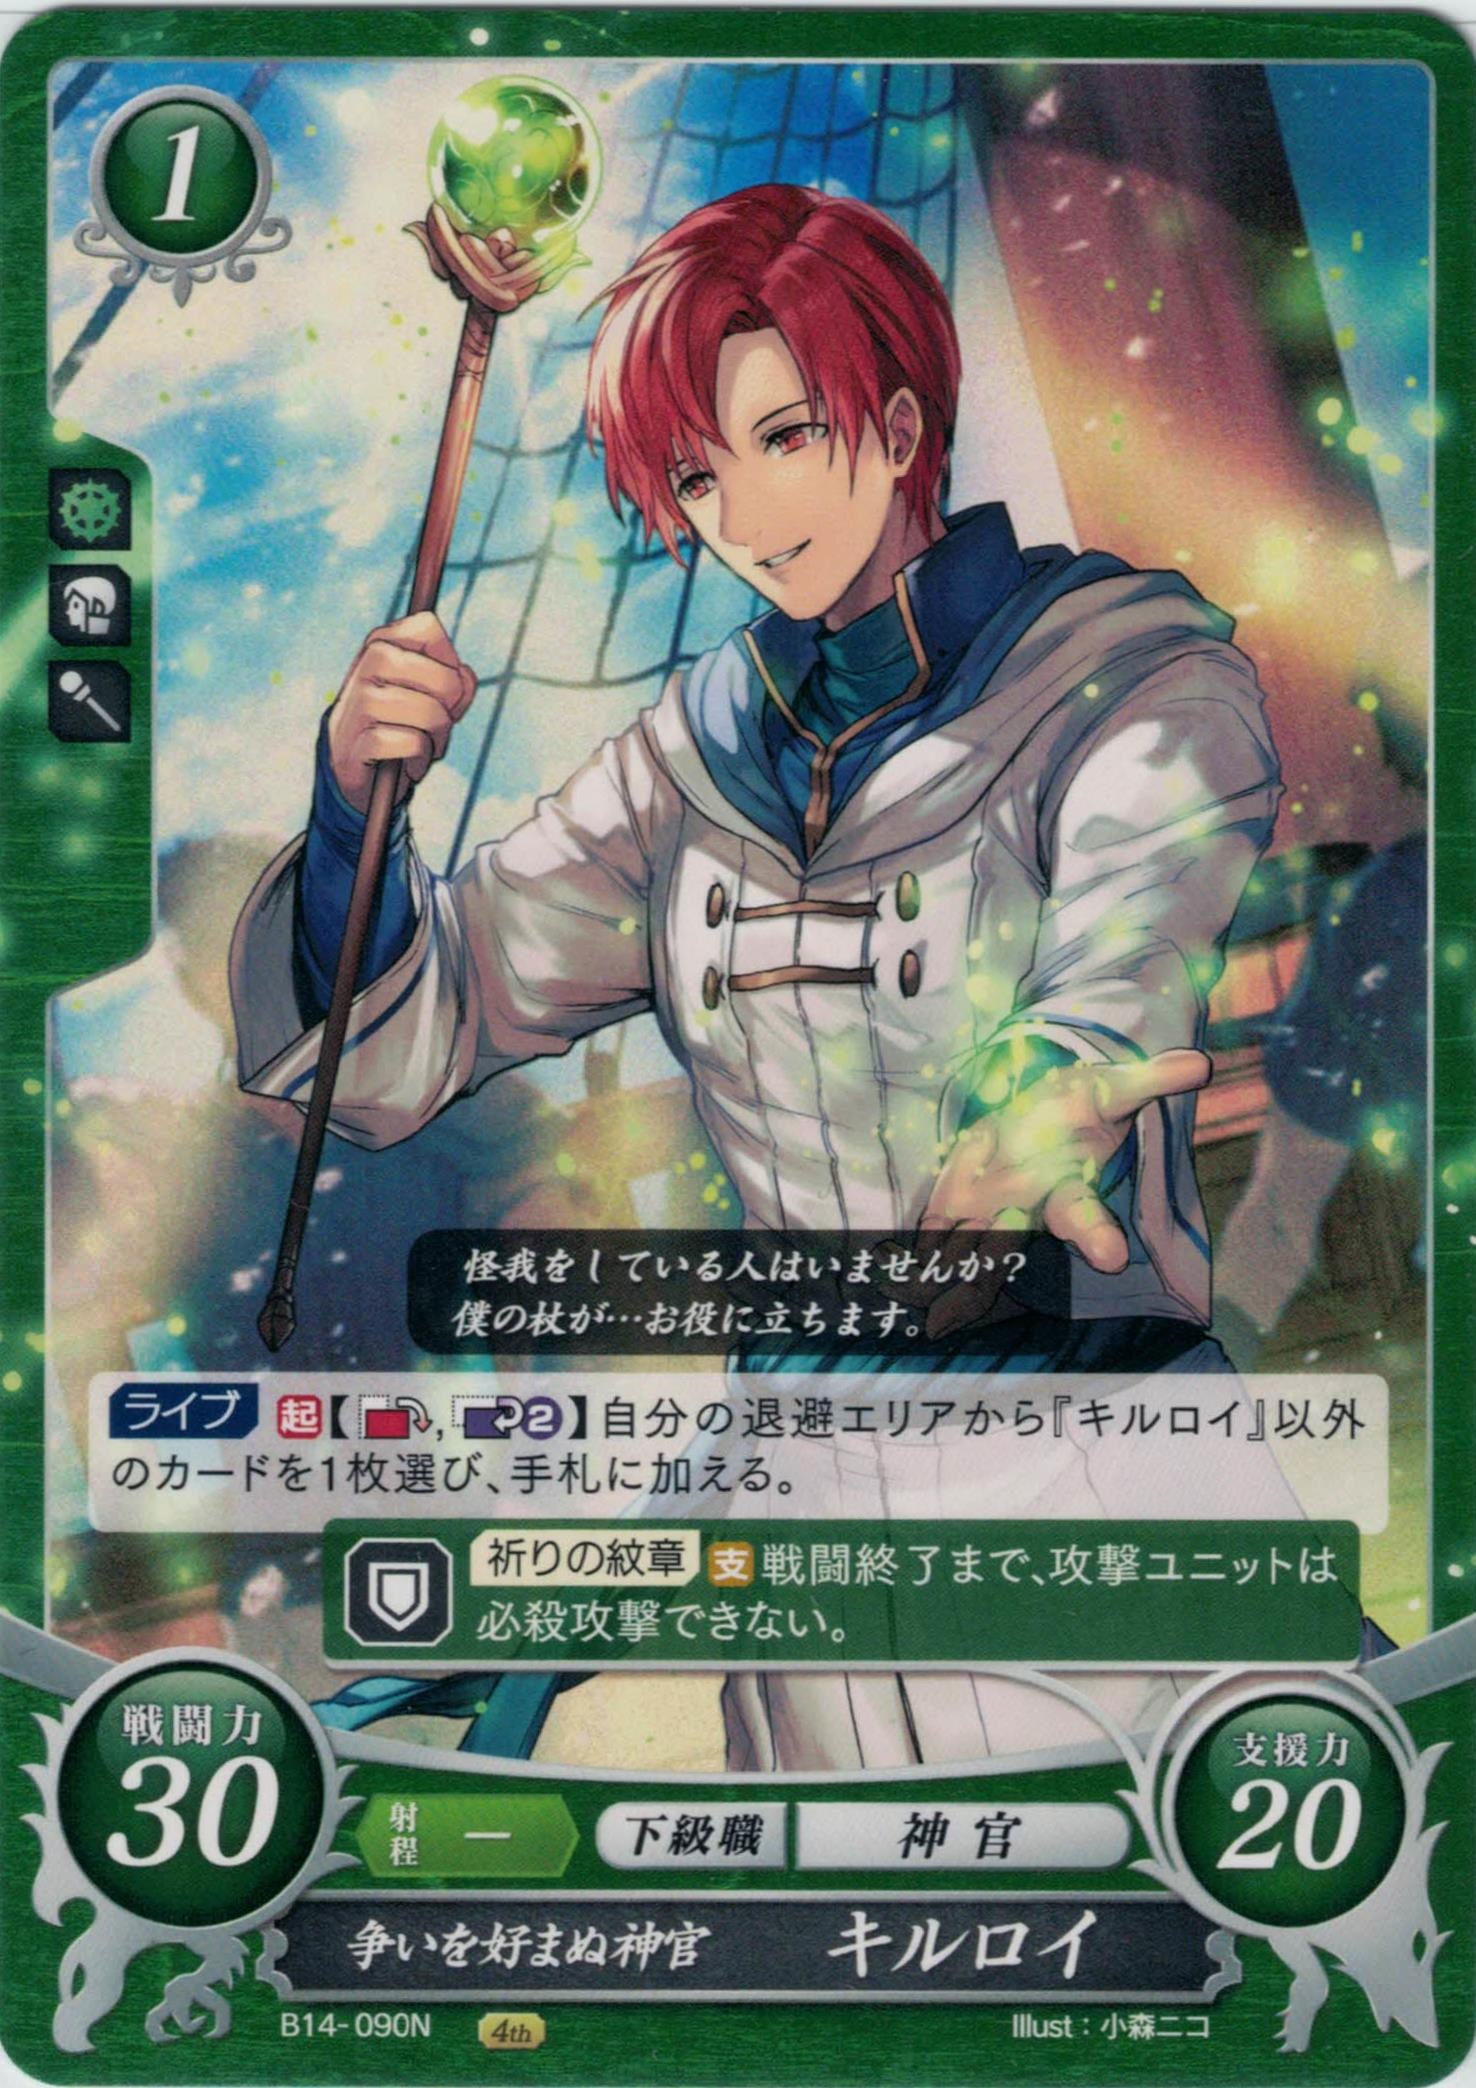 1
怪我をしている人はいませんか?
僕の杖が…お役に立ちます。
ライブ 起【 , 2】自分の退避エリアから『キルロイ』以外
のカードを1枚選び、手札に加える。
祈りの紋章 支 戦闘終了まで、攻撃ユニットは
必殺攻撃できない。
戦闘力
30
射程 —
下級職 神官
支援力
20
争いを好まぬ神官 キルロイ
B14-090N 4th Illust:小森ニコ